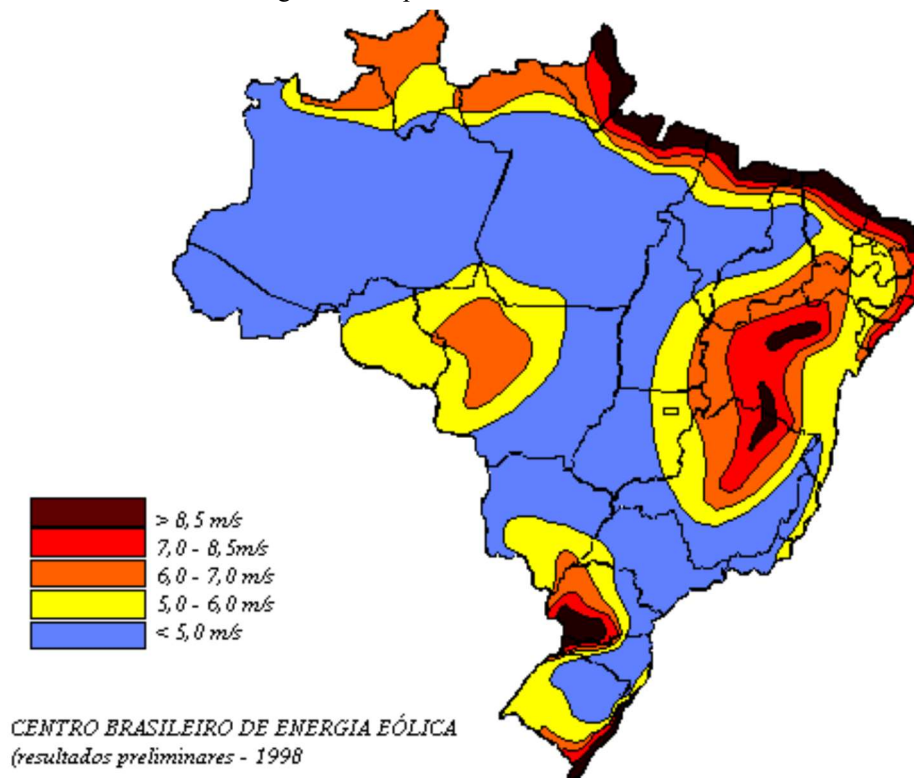 > 8,5 m/s
7,0 - 8,5m/s
6,0 - 7,0 m/s
5,0 - 6,0 m/s
< 5,0 m/s
CENTRO BRASILEIRO DE ENERGIA EÓLICA
(resultados preliminares - 1998